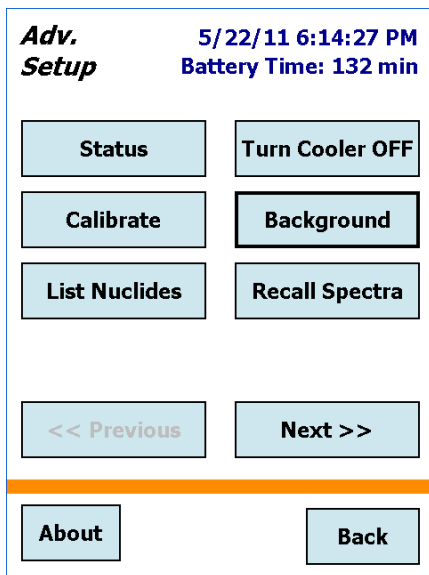 Adv. 5/22/11 6:14:27 PM
Setup Battery Time: 132 min
Status Turn Cooler OFF
Calibrate Background
List Nuclides Recall Spectra
<< Previous Next >>
About Back